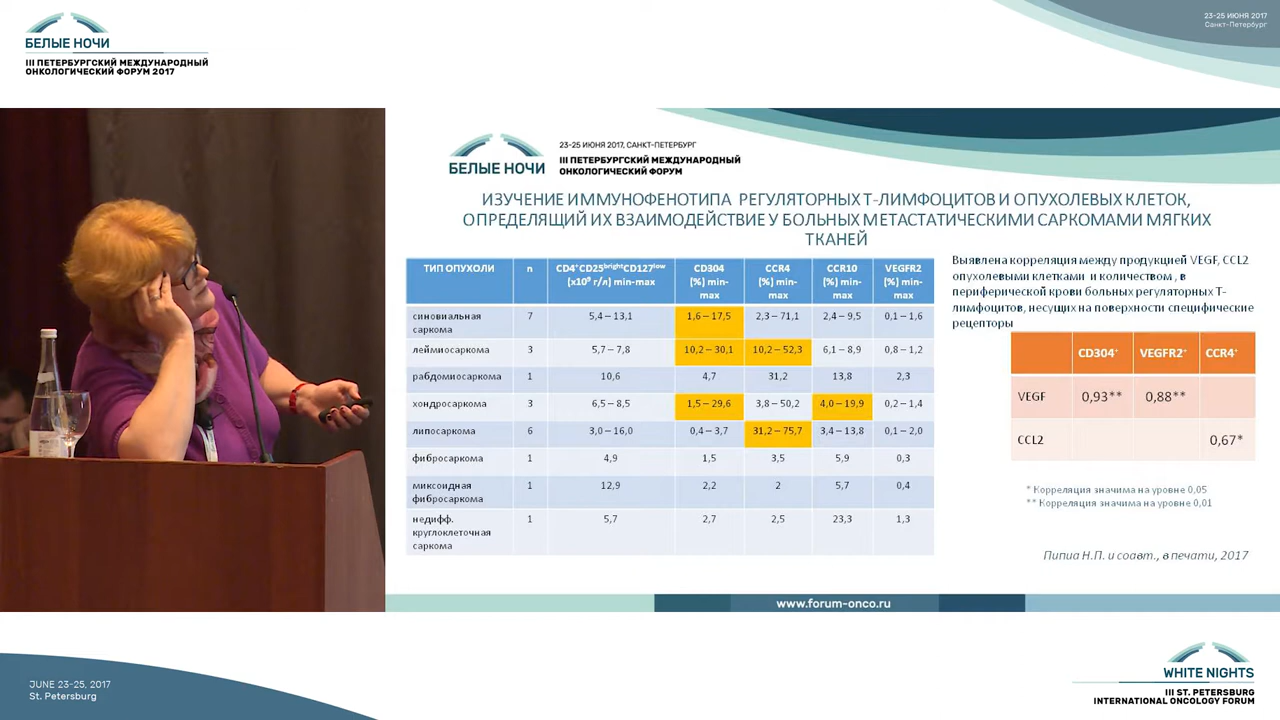 БЕЛЫЕ НОЧИ
III ПЕТЕРБУРГСКИЙ МЕЖДУНАРОДНЫЙ
ОНКОЛОГИЧЕСКИЙ ФОРУМ 2017
23-25 ИЮНЯ 2017
Санкт-Петербург
БЕЛЫЕ НОЧИ
23-25 ИЮНЯ 2017, САНКТ-ПЕТЕРБУРГ
III ПЕТЕРБУРГСКИЙ МЕЖДУНАРОДНЫЙ
ОНКОЛОГИЧЕСКИЙ ФОРУМ
ИЗУЧЕНИЕ ИММУНОФЕНОТИПА РЕГУЛЯТОРНЫХ Т-ЛИМФОЦИТОВ И ОПУХОЛЕВЫХ КЛЕТОК,
ОПРЕДЕЛЯЩИЙ ИХ ВЗАИМОДЕЙСТВИЕ У БОЛЬНЫХ МЕТАСТАТИЧЕСКИМИ САРКОМАМИ МЯГКИХ
ТКАНЕЙ
ТИП ОПУХОЛИ n CD4+CD25brightCD127low (x10⁹ г/л) min-max CD304 (%) min-max CCR4 (%) min-max CCR10 (%) min-max VEGFR2 (%) min-max
синовиальная саркома 7 5,4 – 13,1 1,6 – 17,5 2,3 – 71,1 2,4 – 9,5 0,1 – 1,6
леймиосаркома 3 5,7 – 7,8 10,2 – 30,1 10,2 – 52,3 6,1 – 8,9 0,8 – 1,2
рабдомиосаркома 1 10,6 4,7 31,2 13,8 2,3
хондросаркома 3 6,5 – 8,5 1,5 – 29,6 3,8 – 50,2 4,0 – 19,9 0,2 – 1,4
липосаркома 6 3,0 – 16,0 0,4 – 3,7 31,2 – 75,7 3,4 – 13,8 0,1 – 2,0
фибросаркома 1 4,9 1,5 3,5 5,9 0,3
миксоидная фибросаркома 1 12,9 2,2 2 5,7 0,4
недифф. круглоклеточная саркома 1 5,7 2,7 2,5 23,3 1,3
Выявлена корреляция между продукцией VEGF, CCL2
опухолевыми клетками и количеством , в
периферической крови больных регуляторных Т-
лимфоцитов, несущих на поверхности специфические
рецепторы
CD304+ VEGFR2+ CCR4+
VEGF 0,93** 0,88**
CCL2 0,67*
* Корреляция значима на уровне 0,05
** Корреляция значима на уровне 0,01
Пипиа Н.П. и соавт., в печати, 2017
www.forum-onco.ru
JUNE 23-25, 2017
St. Petersburg
WHITE NIGHTS
III ST. PETERSBURG
INTERNATIONAL ONCOLOGY FORUM